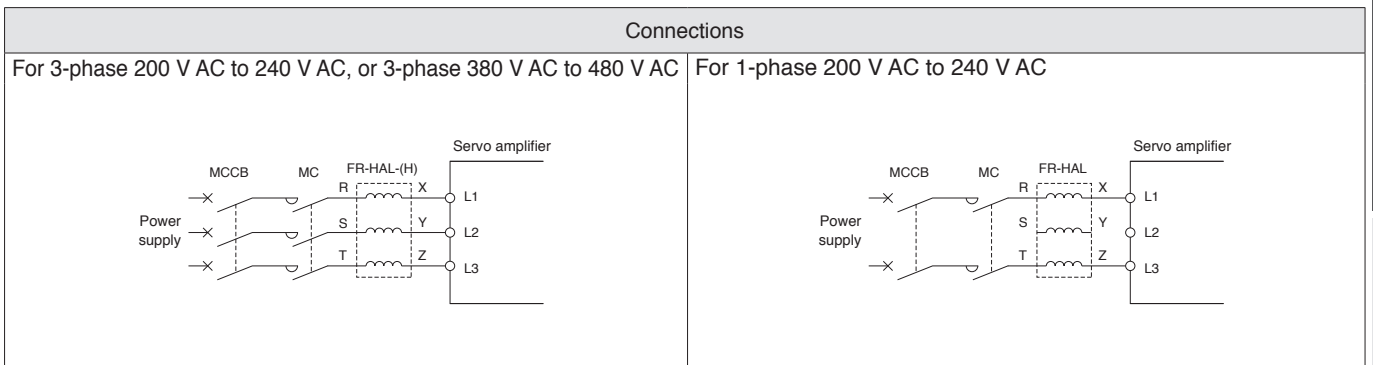 Connections
For 3-phase 200 V AC to 240 V AC, or 3-phase 380 V AC to 480 V AC
Servo amplifier
MCCB MC FR-HAL-(H)
R X L1
Power supply
S Y L2
T Z L3
For 1-phase 200 V AC to 240 V AC
Servo amplifier
MCCB MC FR-HAL
R X L1
Power supply
S Y L2
T Z L3